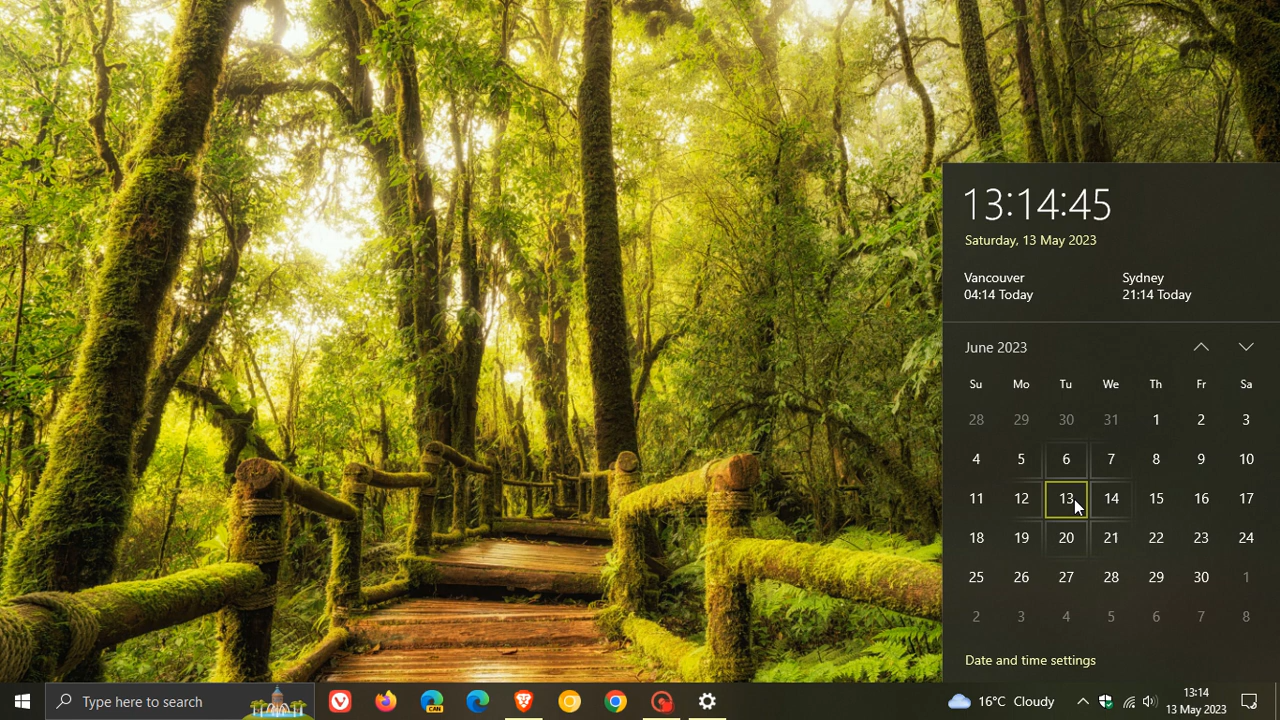 13:14:45
Saturday, 13 May 2023
Vancouver Sydney
04:14 Today 21:14 Today
June 2023
Su Mo Tu We Th Fr Sa
28 29 30 31 1 2 3
4 5 6 7 8 9 10
11 12 13 14 15 16 17
18 19 20 21 22 23 24
25 26 27 28 29 30 1
2 3 4 5 6 7 8
Date and time settings
Type here to search CAN 16°C Cloudy 13:14
13 May 2023